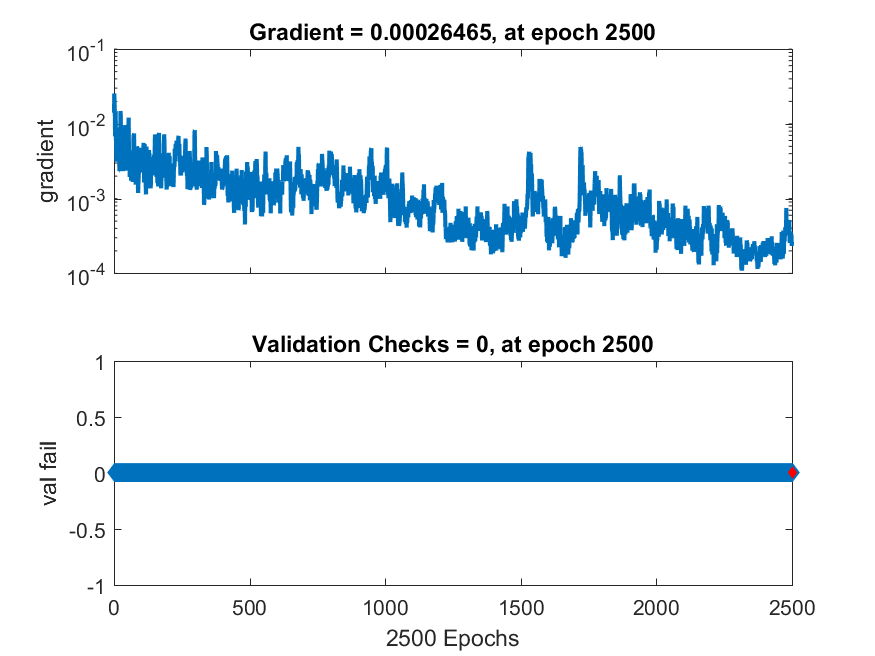 Gradient = 0.00026465, at epoch 2500
10^-1
10^-2
10^-3
10^-4
gradient
Validation Checks = 0, at epoch 2500
1
0.5
0
-0.5
-1
val fail
0 500 1000 1500 2000 2500
2500 Epochs